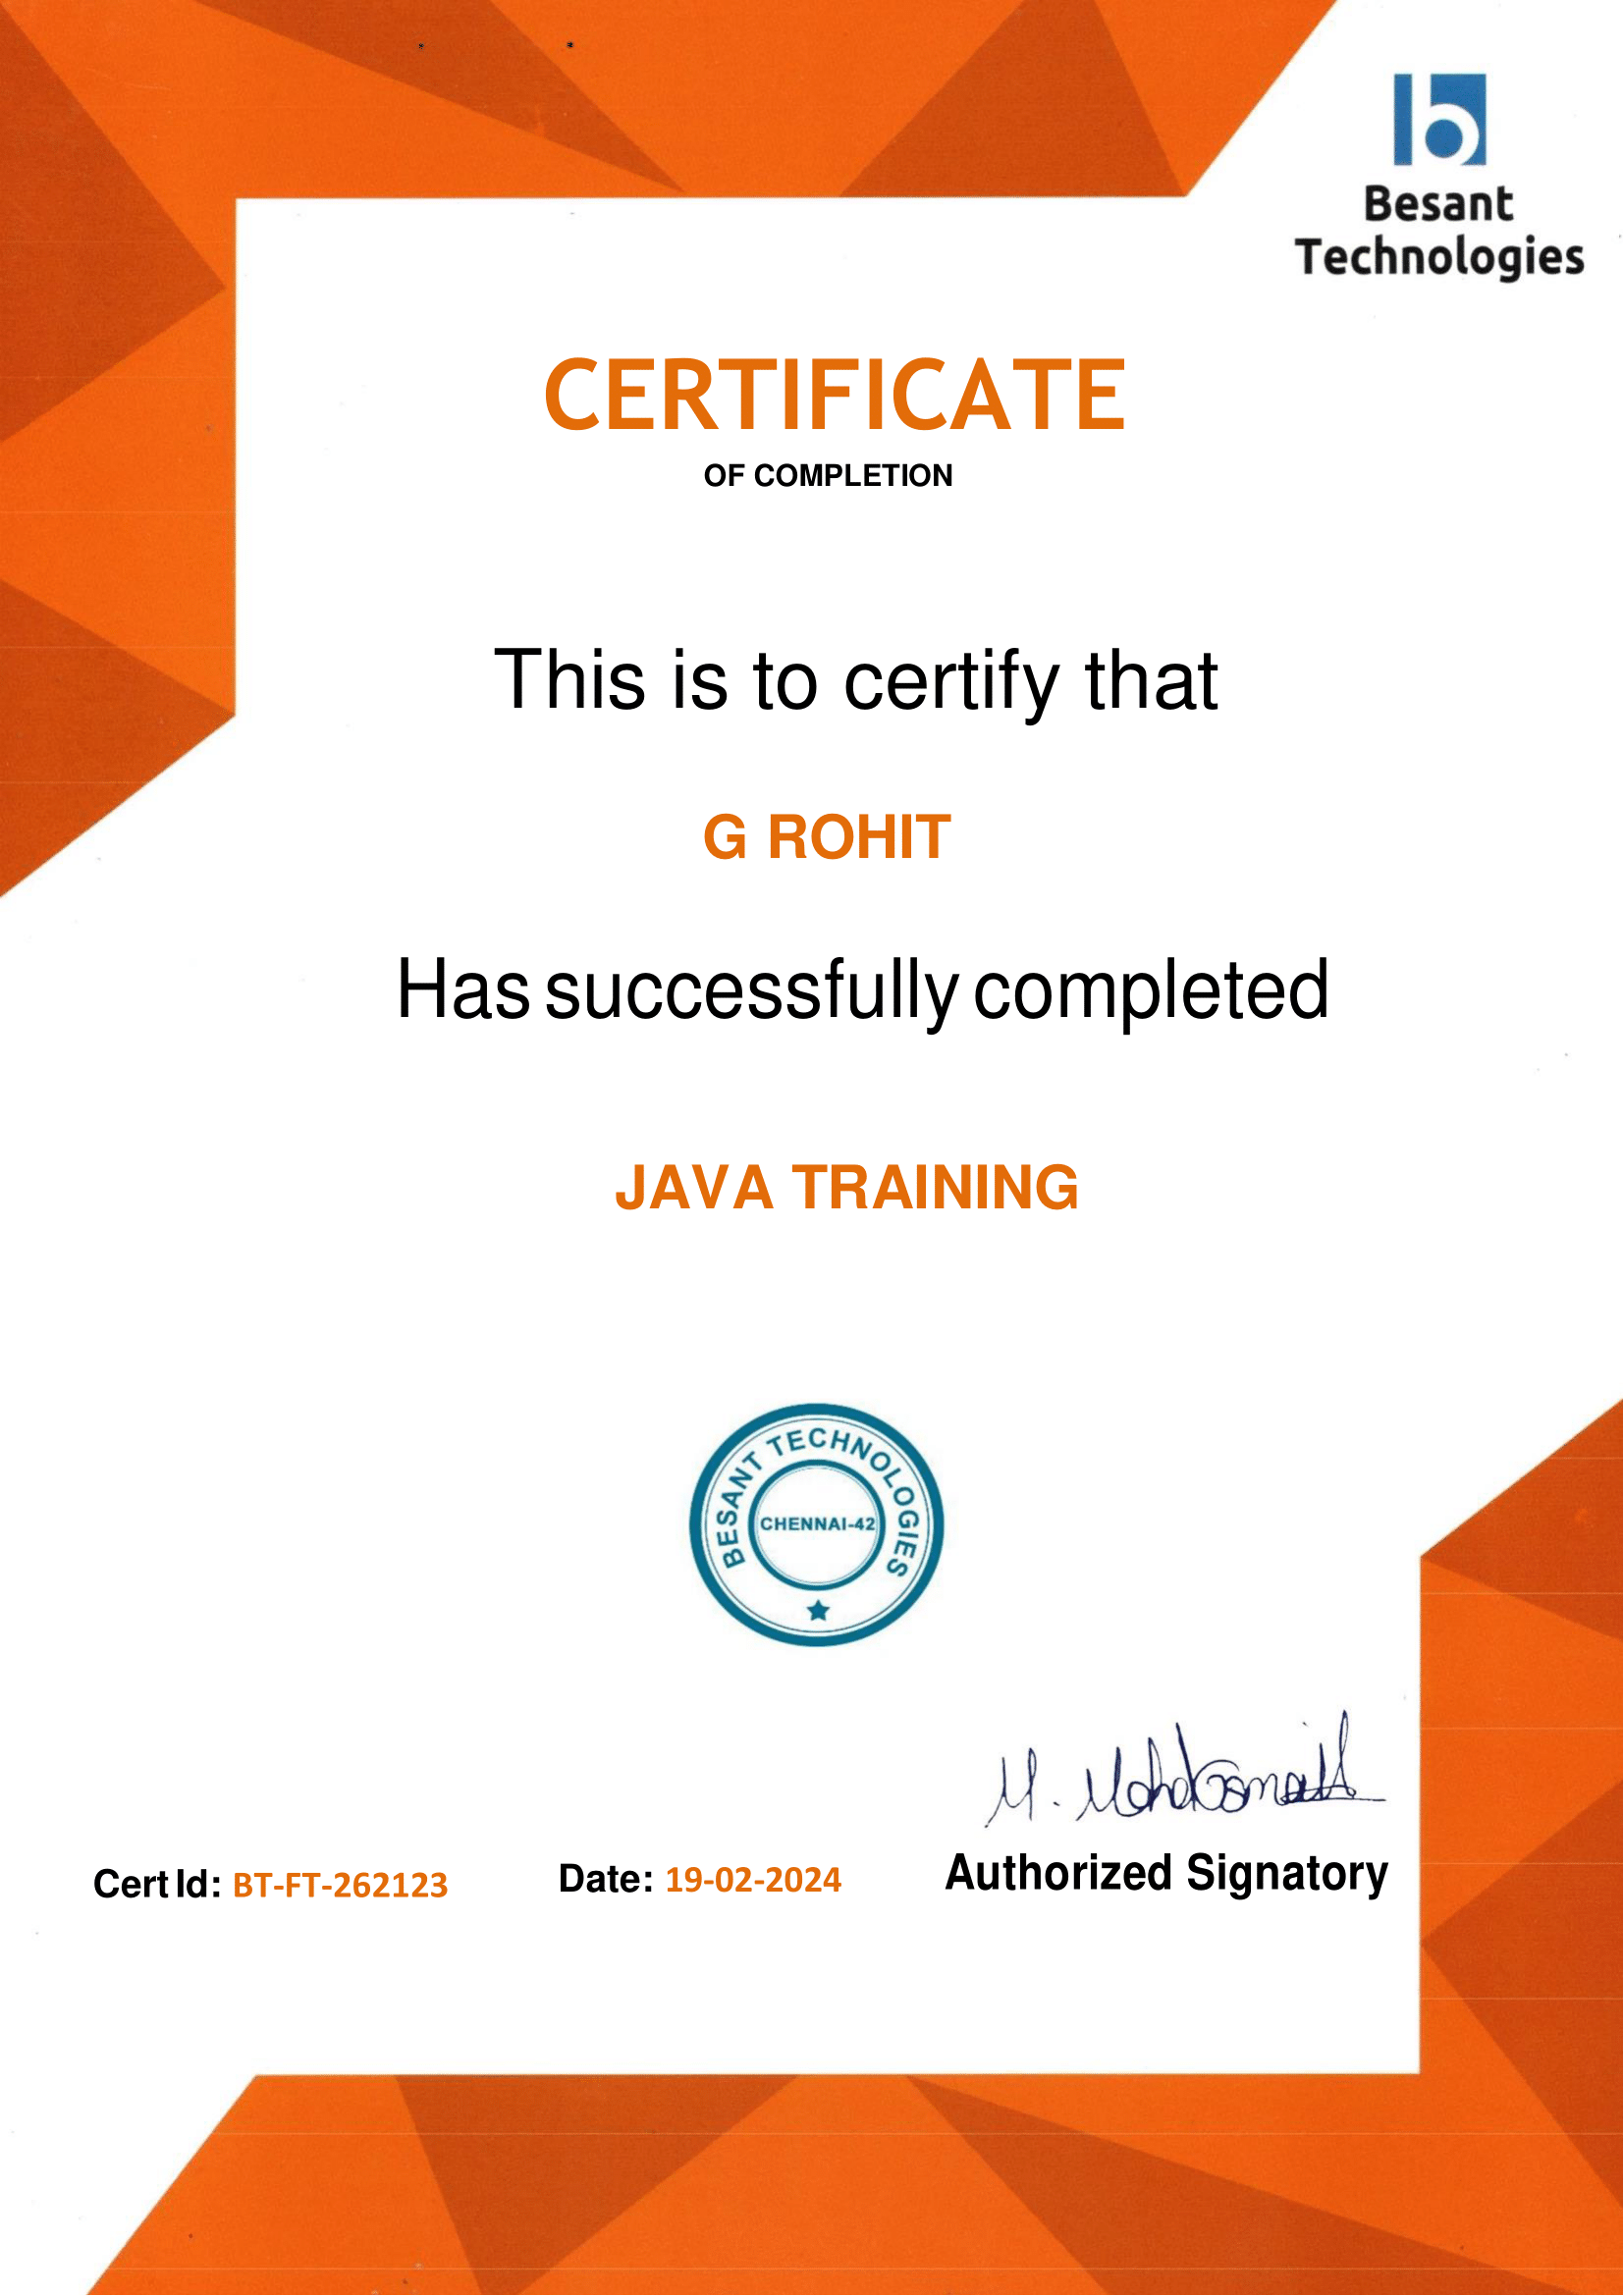 Besant
Technologies
CERTIFICATE
OF COMPLETION
This is to certify that
G ROHIT
Has successfully completed
JAVA TRAINING
BESANT TECHNOLOGIES
CHENNAI-42
Cert Id: BT-FT-262123
Date: 19-02-2024
Authorized Signatory